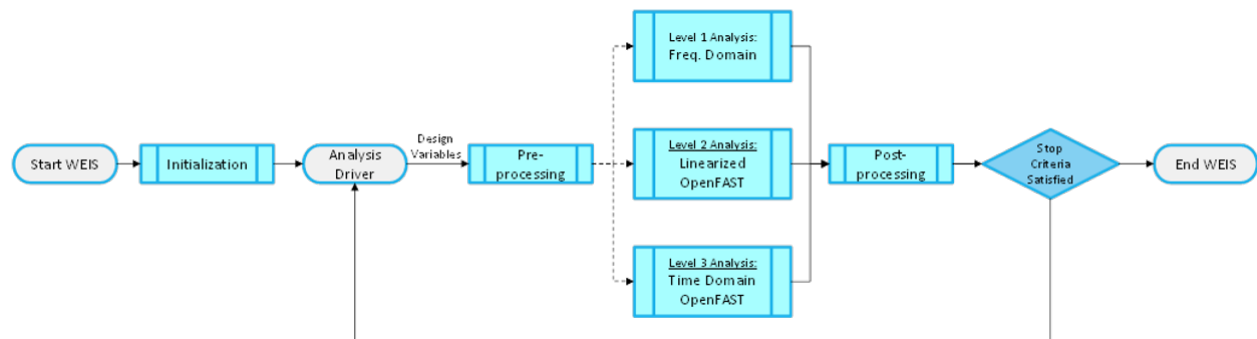 Level 1 Analysis:
Freq. Domain
Start WEIS
Initialization
Analysis
Driver
Design
Variables
Pre-
processing
Level 2 Analysis:
Linearized
OpenFAST
Post-
processing
Stop
Criteria
Satisfied
End WEIS
Level 3 Analysis:
Time Domain
OpenFAST